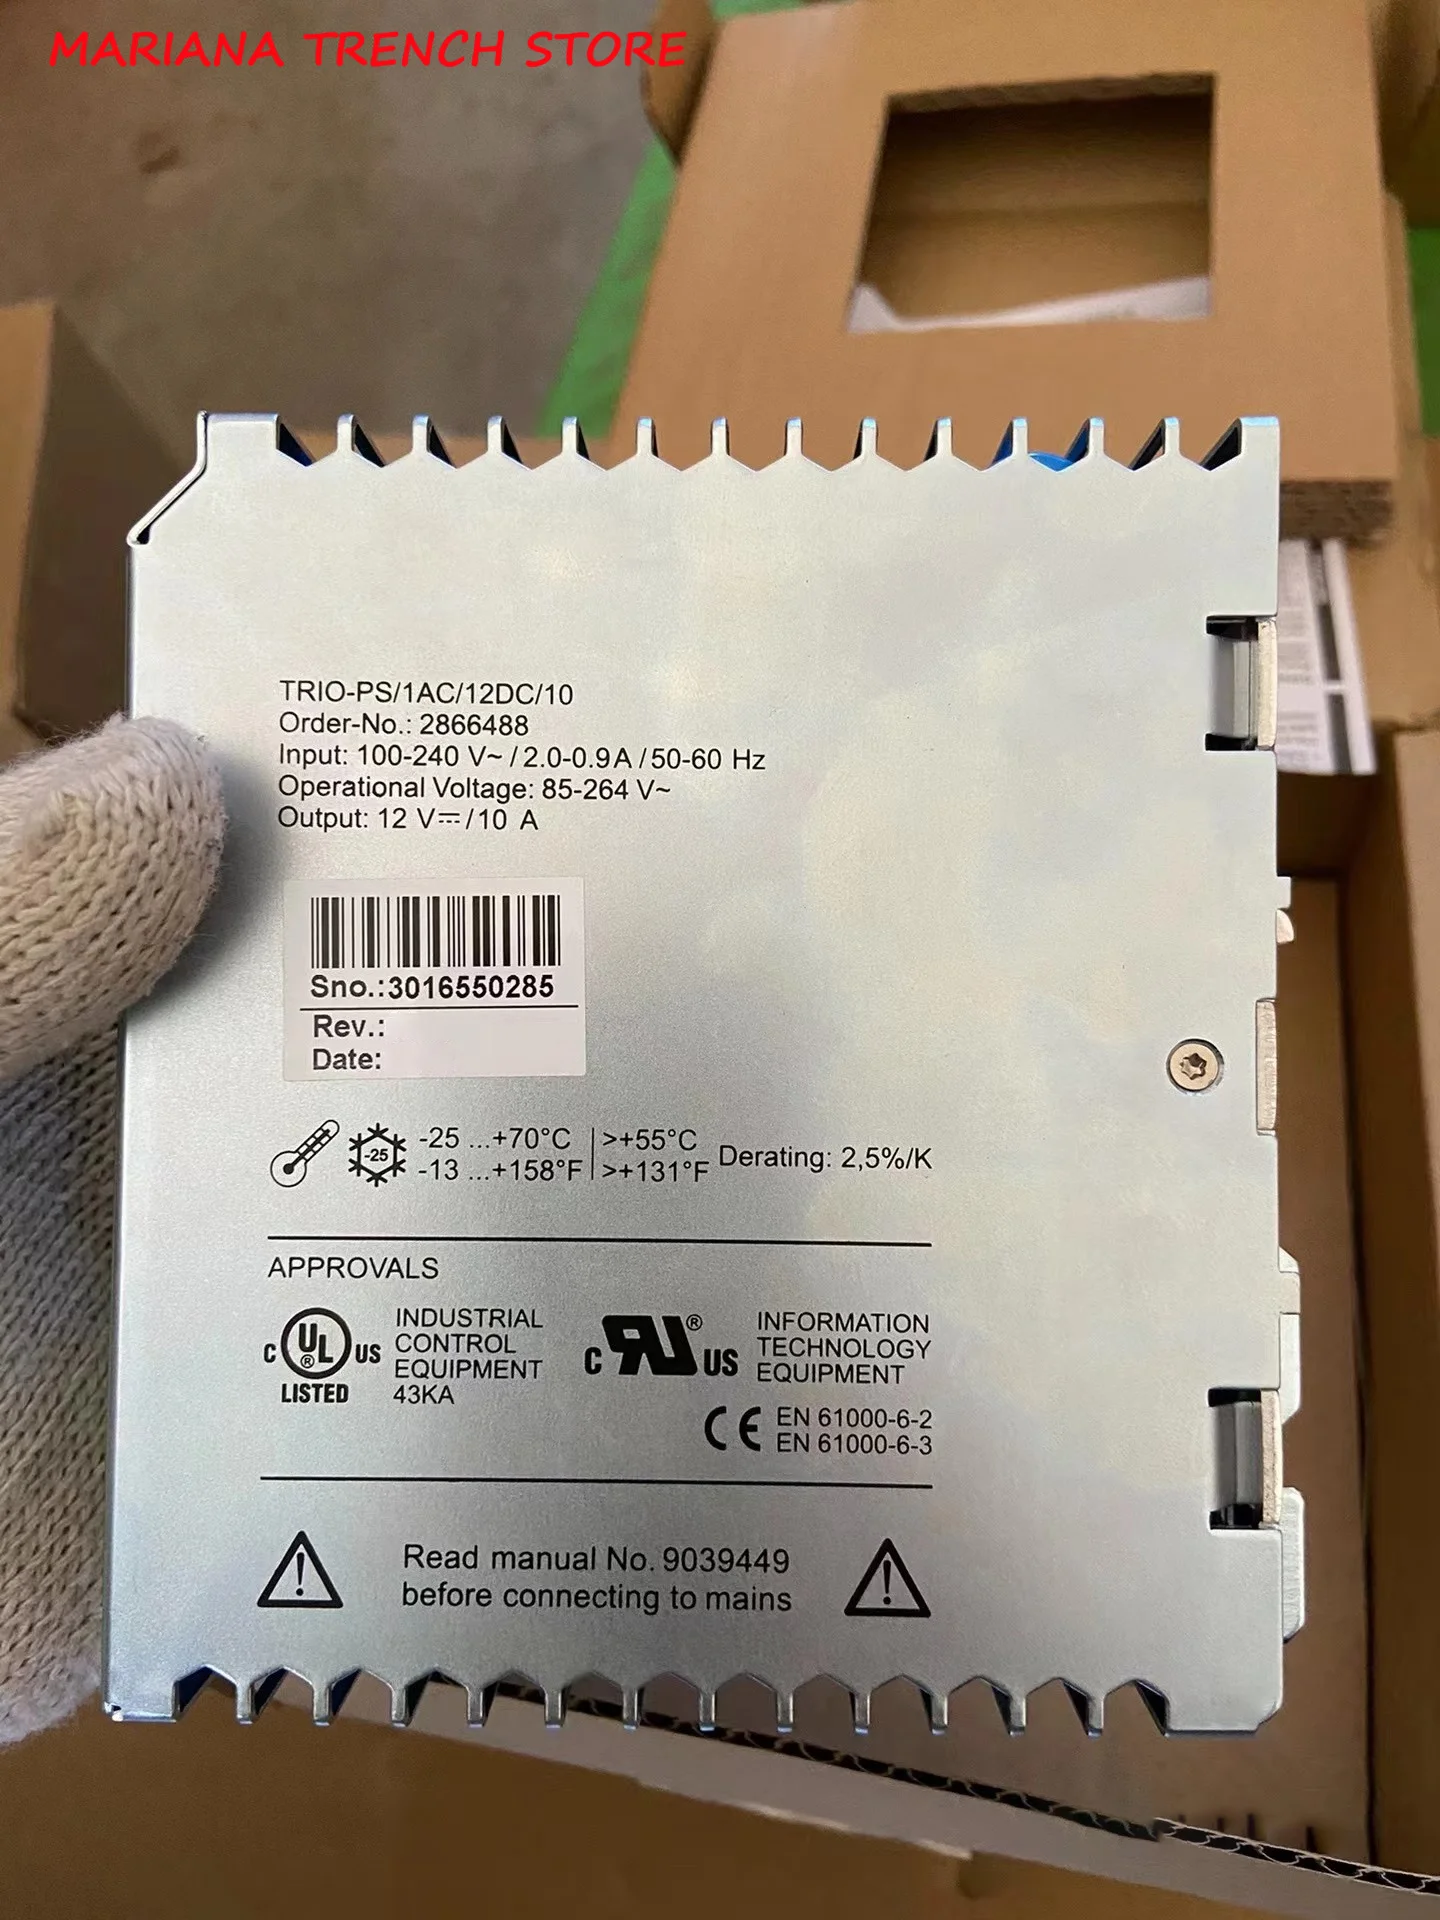 MARIANA TRENCH STORE
TRIO-PS/1AC/12DC/10
Order-No.: 2866488
Input: 100-240 V~ / 2.0-0.9A / 50-60 Hz
Operational Voltage: 85-264 V~
Output: 12 V⎓/10 A
Sno.:3016550285
Rev.:
Date:
-25
-25 ...+70°C |>+55°C
-13 ...+158°F |>+131°F
Derating: 2,5%/K
APPROVALS
C UL® US
LISTED
INDUSTRIAL
CONTROL
EQUIPMENT
43KA
C RU® US
INFORMATION
TECHNOLOGY
EQUIPMENT
CE
EN 61000-6-2
EN 61000-6-3
Read manual No. 9039449
before connecting to mains